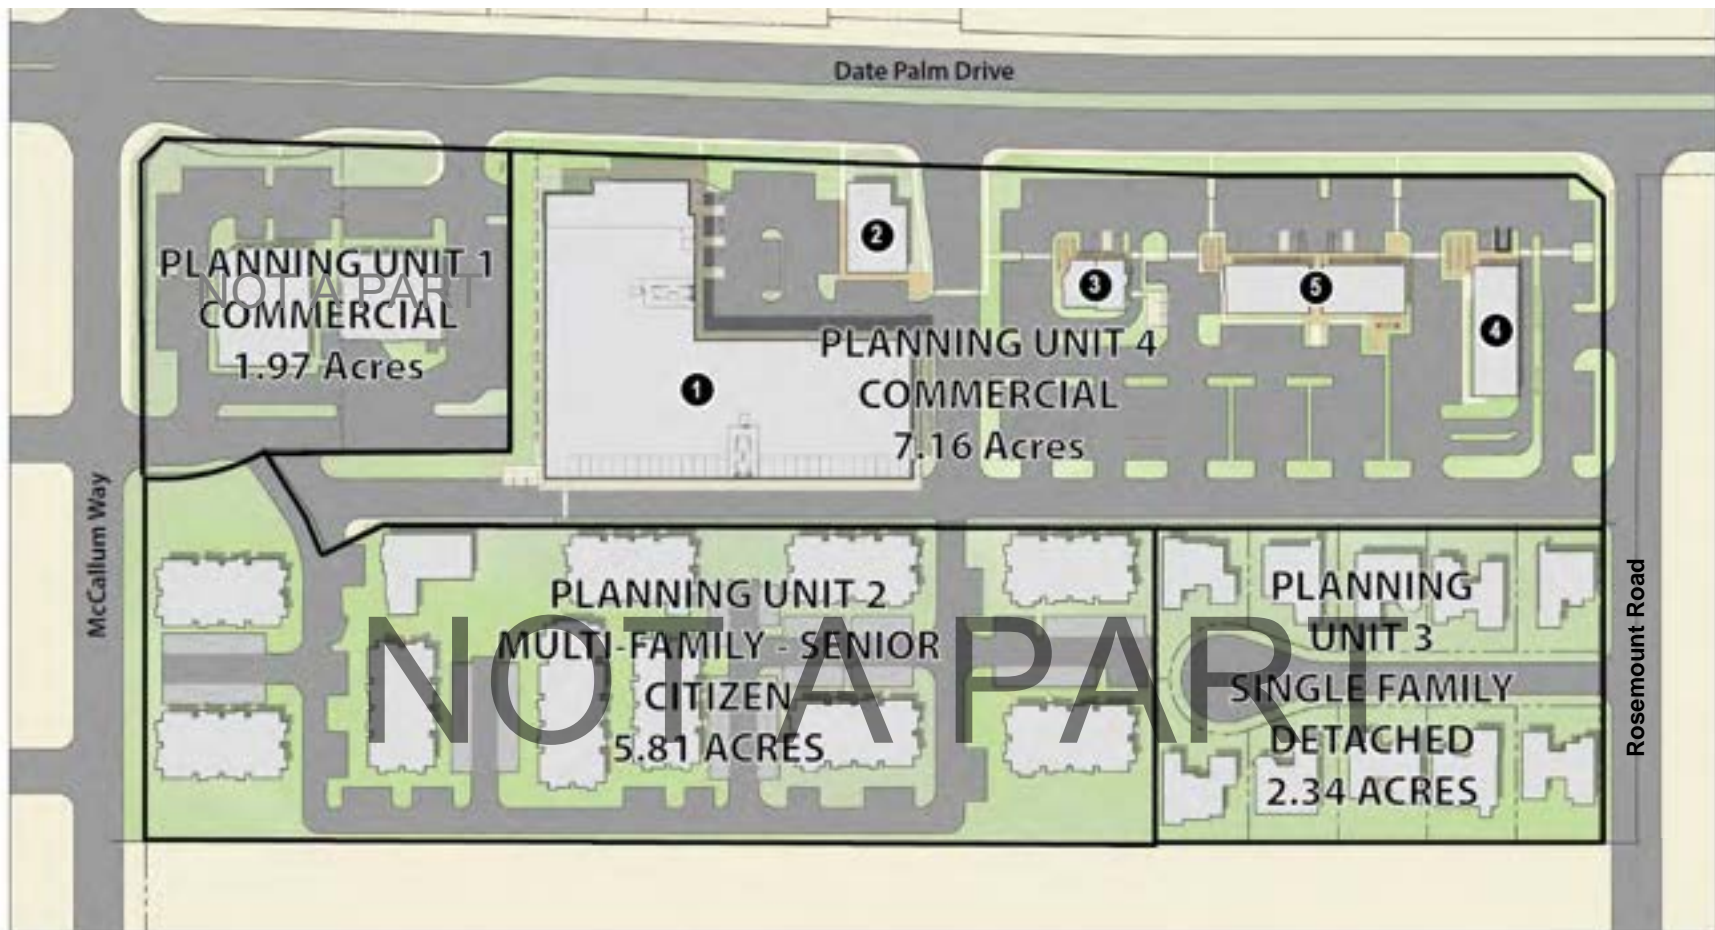 Date Palm Drive
PLANNING UNIT 1
NOT A PART
COMMERCIAL
1.97 Acres
2
3
5
4
1
PLANNING UNIT 4
COMMERCIAL
7.16 Acres
McCallum Way
PLANNING UNIT 2
MULTI-FAMILY - SENIOR
CITIZEN
5.81 ACRES
NOT A PART
PLANNING
UNIT 3
SINGLE FAMILY
DETACHED
2.34 ACRES
Rosemount Road